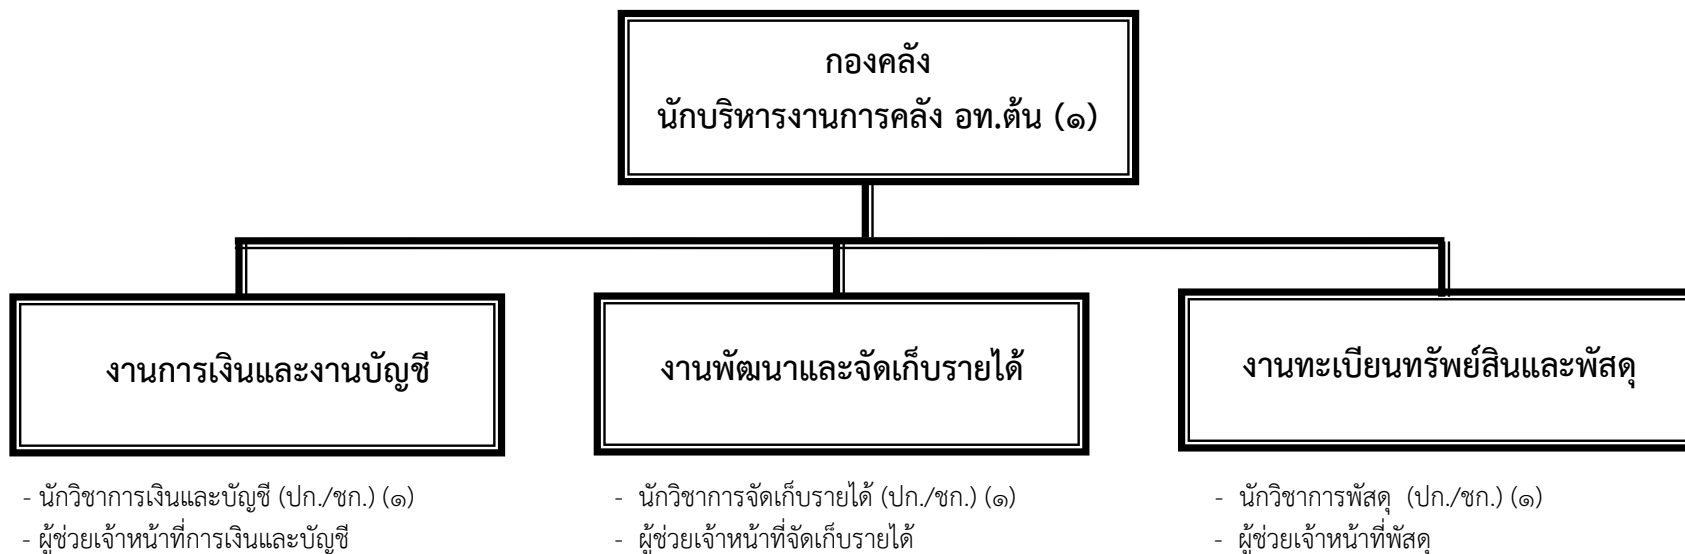 กองคลัง
นักบริหารงานการคลัง อท.ต้น (๑)
งานการเงินและงานบัญชี
- นักวิชาการเงินและบัญชี (ปก./ชก.) (๑)
- ผู้ช่วยเจ้าหน้าที่การเงินและบัญชี
งานพัฒนาและจัดเก็บรายได้
- นักวิชาการจัดเก็บรายได้ (ปก./ชก.) (๑)
- ผู้ช่วยเจ้าหน้าที่จัดเก็บรายได้
งานทะเบียนทรัพย์สินและพัสดุ
- นักวิชาการพัสดุ (ปก./ชก.) (๑)
- ผู้ช่วยเจ้าหน้าที่พัสดุ